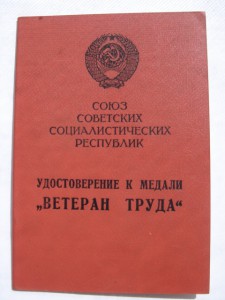 СОЮЗ
СОВЕТСКИХ
СОЦИАЛИСТИЧЕСКИХ
РЕСПУБЛИК
УДОСТОВЕРЕНИЕ К МЕДАЛИ
„ВЕТЕРАН ТРУДА“